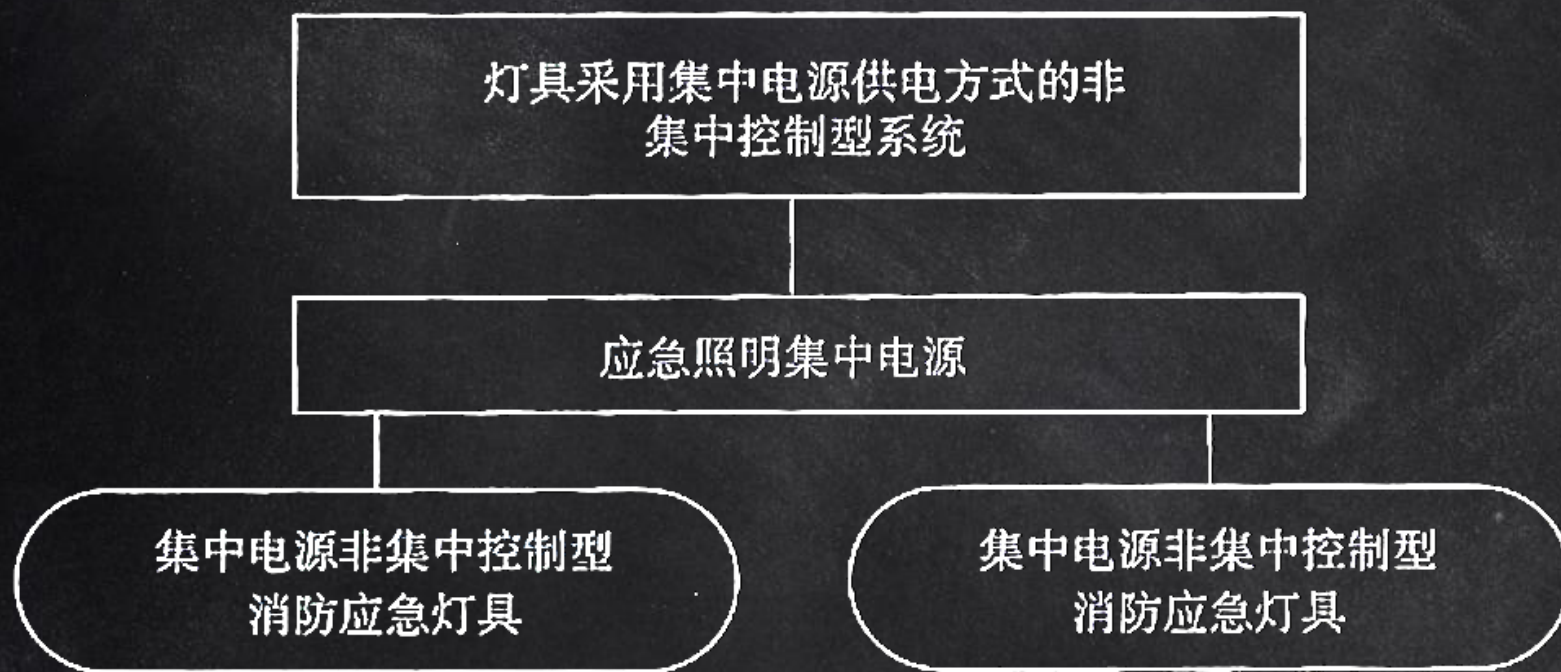 灯具采用集中电源供电方式的非
集中控制型系统
应急照明集中电源
集中电源非集中控制型
消防应急灯具
集中电源非集中控制型
消防应急灯具